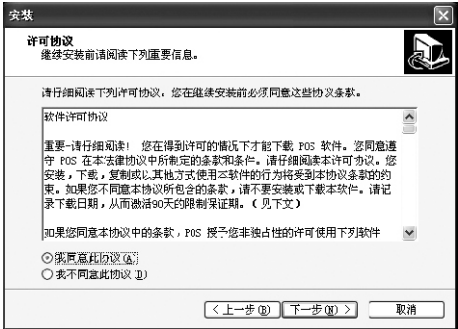 安装
许可协议
继续安装前请阅读下列重要信息。
请仔细阅读下列许可协议，您在继续安装前必须同意这些协议条款。
软件许可协议
重要-请仔细阅读! 您在得到许可的情况下才能下载 POS 软件。您同意遵
守 POS 在本法律协议中所制定的条款和条件。请仔细阅读本许可协议。您
安装，下载，复制或以其他方式使用本软件的行为将受到本协议条款的约
束。如果您不同意本协议所包含的条款，请不要安装或下载本软件。请记
录下载日期，从而激活90天的限制保证期。（ 见下文）
如果您同意本协议中的条款，POS 授予您非独占性的许可使用下列软件
我同意此协议(A)
我不同意此协议(D)
< 上一步(B) 下一步(N) > 取消